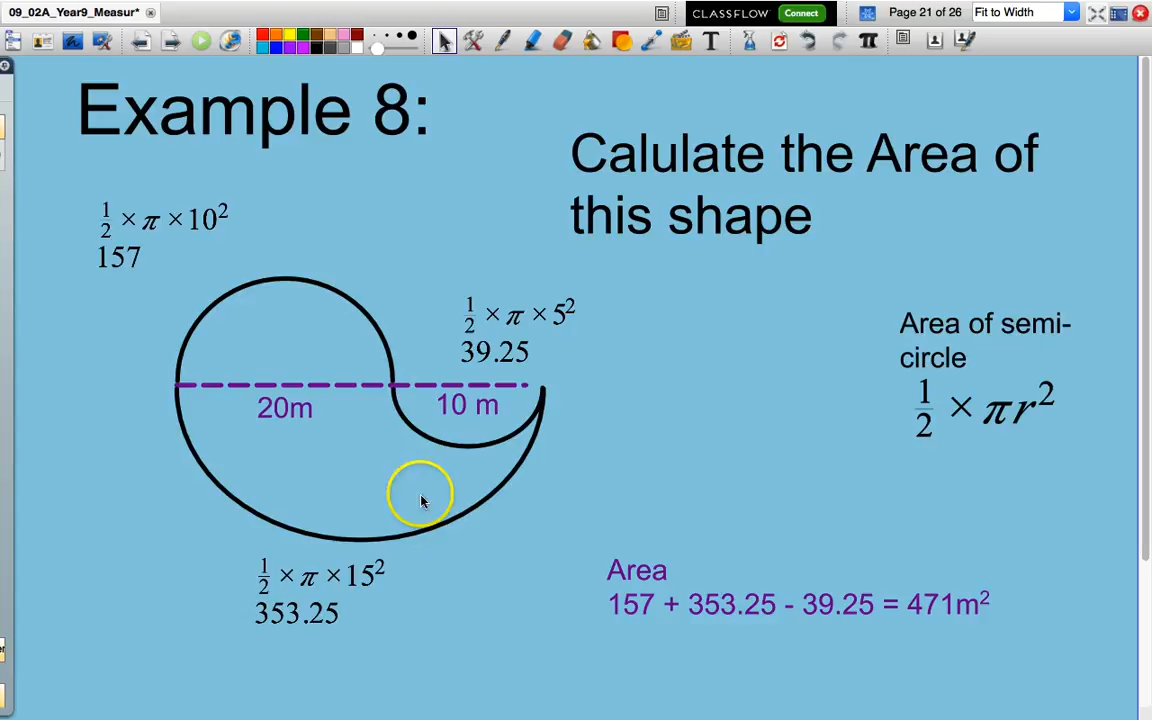 09_02A_Year9_Measur*
CLASSFLOW Connect
Page 21 of 26
Fit to Width
Example 8:
Calulate the Area of
this shape
1/2 × π × 10²
157
1/2 × π × 5²
39.25
Area of semi-
circle
1/2 × πr²
20m
10 m
1/2 × π × 15²
353.25
Area
157 + 353.25 - 39.25 = 471m²